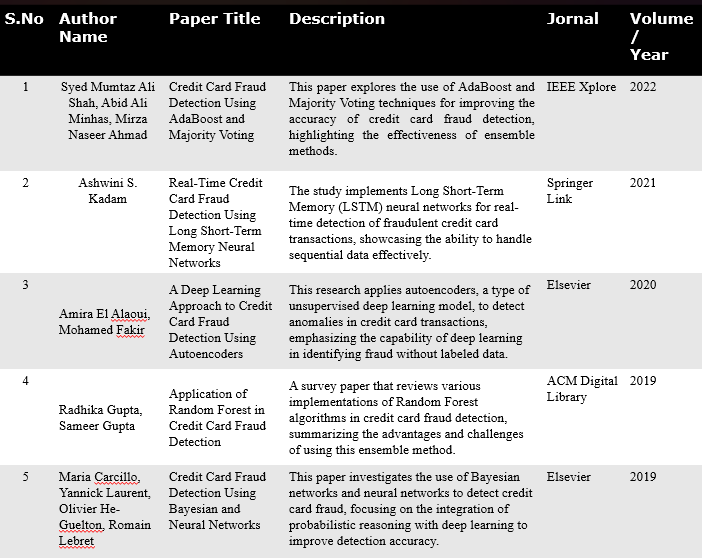 S.No Author Name Paper Title Description Jornal Volume / Year
1 Syed Mumtaz Ali Shah, Abid Ali Minhas, Mirza Naseer Ahmad
Credit Card Fraud Detection Using AdaBoost and Majority Voting
This paper explores the use of AdaBoost and
Majority Voting techniques for improving the
accuracy of credit card fraud detection,
highlighting the effectiveness of ensemble
methods.
IEEE Xplore 2022
2 Ashwini S. Kadam
Real-Time Credit
Card Fraud
Detection Using
Long Short-Term
Memory Neural
Networks
The study implements Long Short-Term
Memory (LSTM) neural networks for real-
time detection of fraudulent credit card
transactions, showcasing the ability to handle
sequential data effectively.
Springer Link
2021
3
Amira El Alaoui,
Mohamed Fakir
A Deep Learning
Approach to Credit
Card Fraud
Detection Using
Autoencoders
This research applies autoencoders, a type of
unsupervised deep learning model, to detect
anomalies in credit card transactions,
emphasizing the capability of deep learning
in identifying fraud without labeled data.
Elsevier
2020
4
Radhika Gupta,
Sameer Gupta
Application of
Random Forest in
Credit Card Fraud
Detection
A survey paper that reviews various
implementations of Random Forest
algorithms in credit card fraud detection,
summarizing the advantages and challenges
of using this ensemble method.
ACM Digital
Library
2019
5
Maria Carcillo,
Yannick Laurent,
Olivier He-
Guelton, Romain
Lebret
Credit Card Fraud
Detection Using
Bayesian and
Neural Networks
This paper investigates the use of Bayesian
networks and neural networks to detect credit
card fraud, focusing on the integration of
probabilistic reasoning with deep learning to
improve detection accuracy.
Elsevier
2019